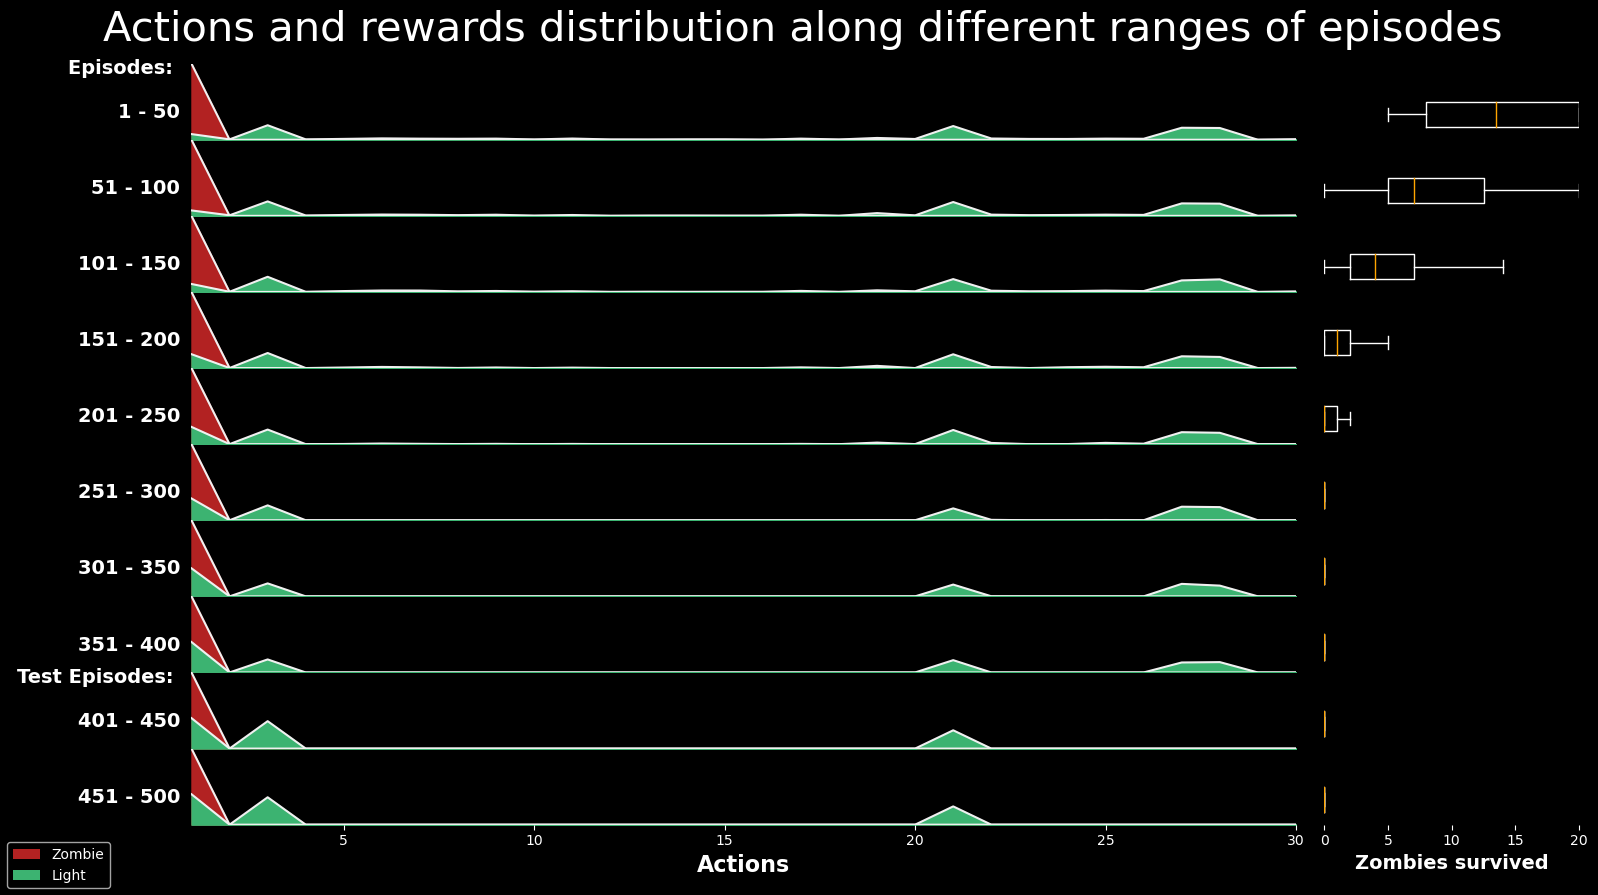 Actions and rewards distribution along different ranges of episodes
Episodes:
1 - 50
51 - 100
101 - 150
151 - 200
201 - 250
251 - 300
301 - 350
351 - 400
Test Episodes:
401 - 450
451 - 500
5 10 15 20 25 30
0 5 10 15 20
Actions
Zombies survived
Zombie
Light